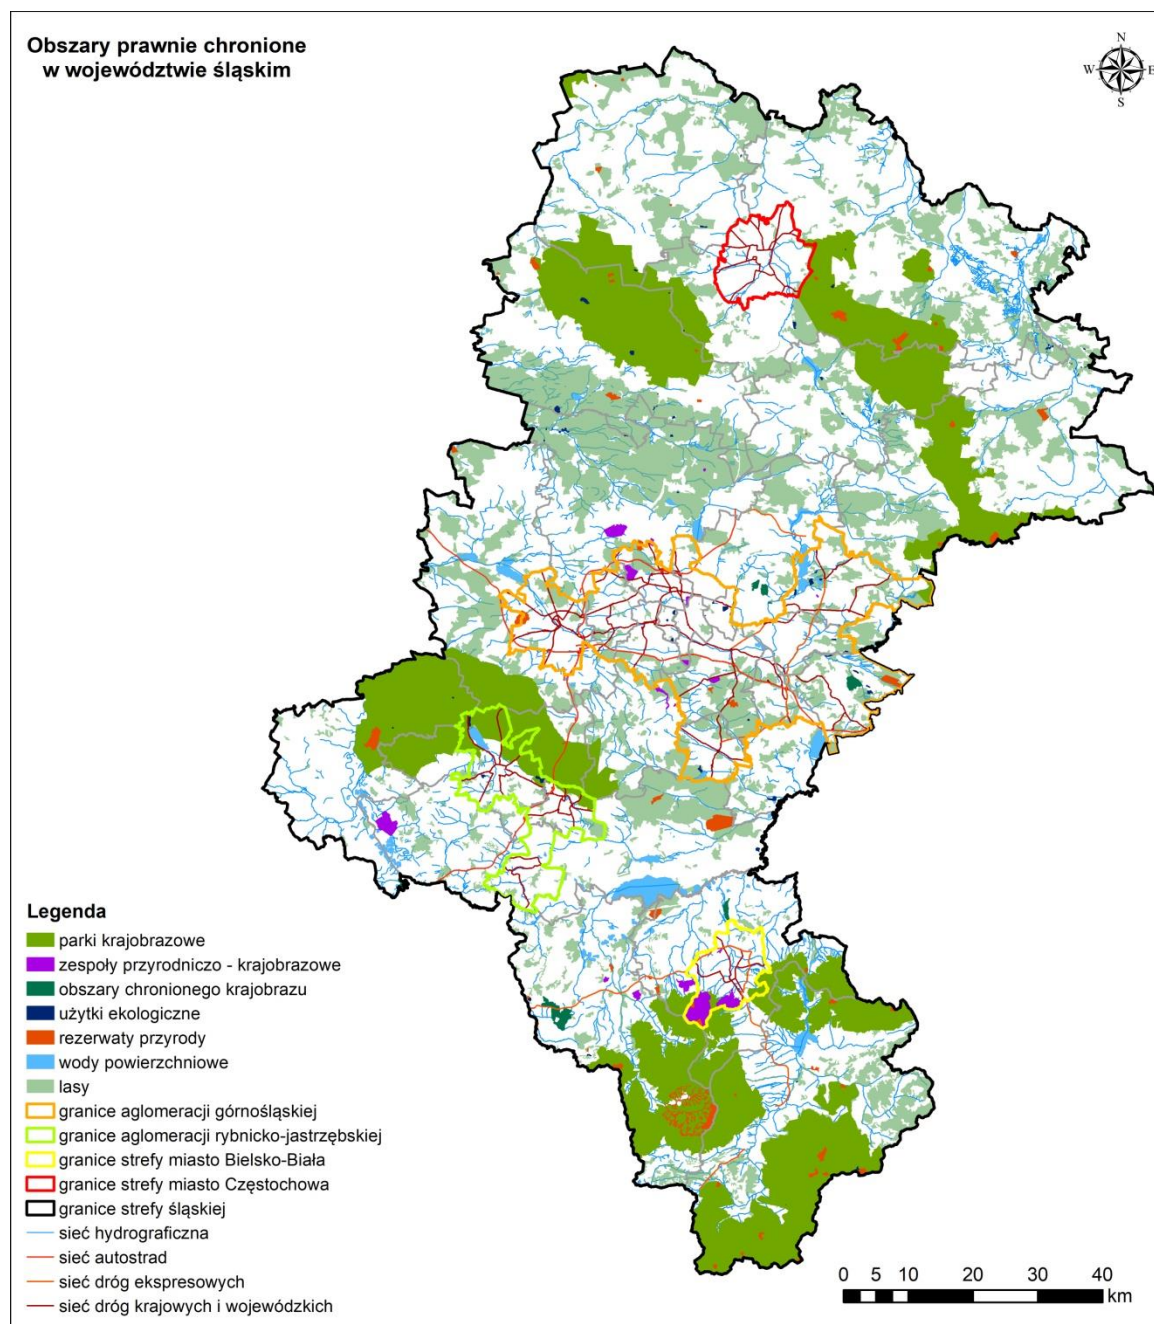 Obszary prawnie chronione
w województwie śląskim
N
W E
S
Legenda
parki krajobrazowe
zespoły przyrodniczo - krajobrazowe
obszary chronionego krajobrazu
użytki ekologiczne
rezerwaty przyrody
wody powierzchniowe
lasy
granice aglomeracji górnośląskiej
granice aglomeracji rybnicko-jastrzębskiej
granice strefy miasto Bielsko-Biała
granice strefy miasto Częstochowa
granice strefy śląskiej
sieć hydrograficzna
sieć autostrad
sieć dróg ekspresowych
sieć dróg krajowych i wojewódzkich
0 5 10 20 30 40
km